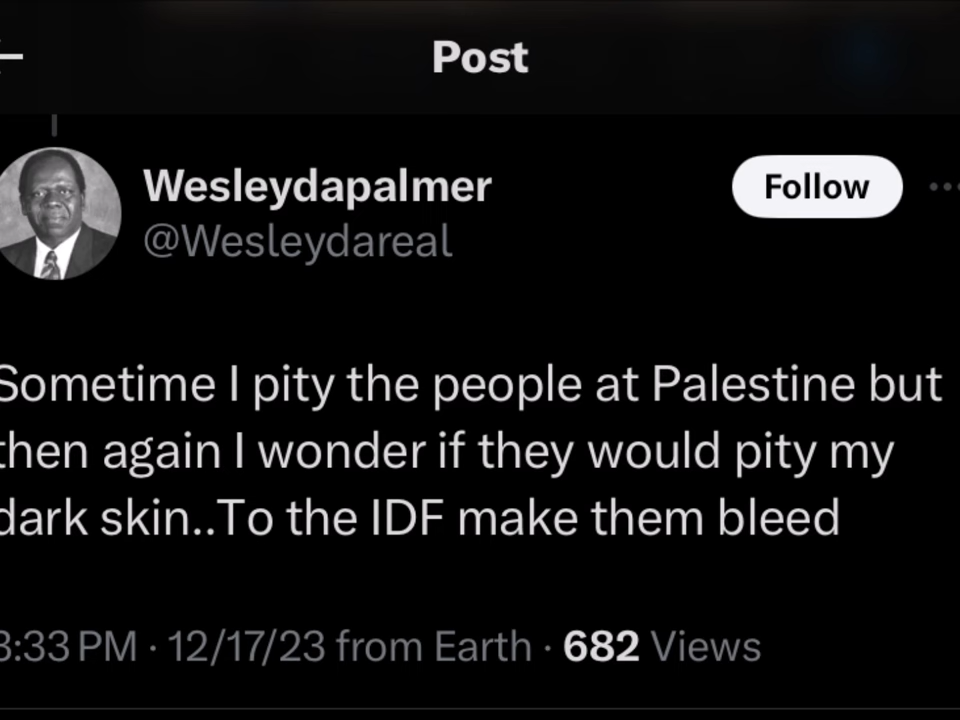 Post
Wesleydapalmer
@Wesleydareal
Follow
Sometime I pity the people at Palestine but
then again I wonder if they would pity my
dark skin..To the IDF make them bleed
:33 PM · 12/17/23 from Earth · 682 Views